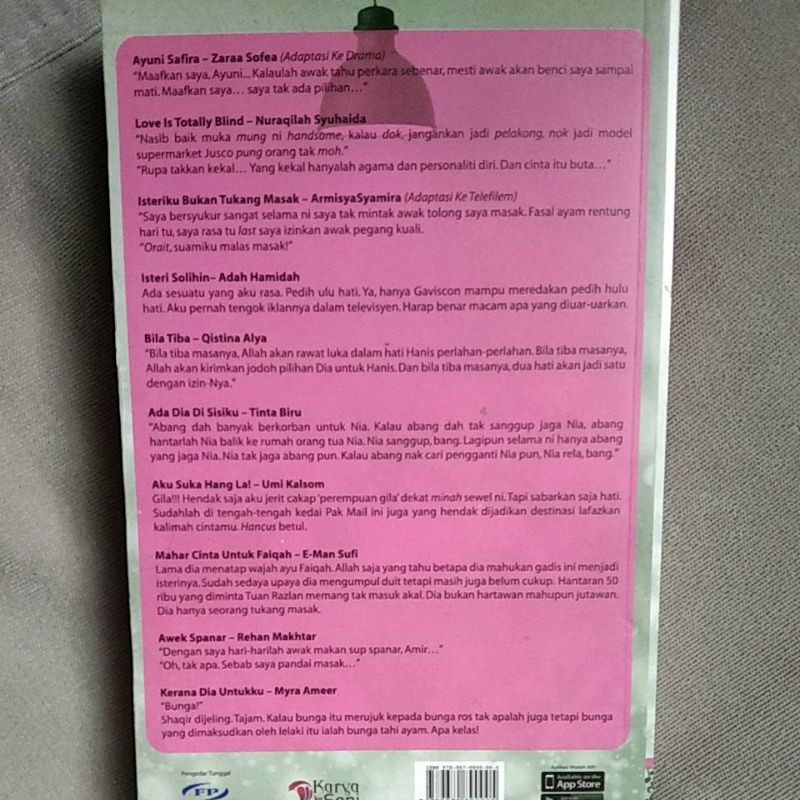 Ayuni Safira – Zaraa Sofea (Adaptasi Ke Drama)
"Maafkan saya, Ayuni... Kalaulah awak tahu perkara sebenar, mesti awak akan benci saya sampai
mati. Maafkan saya… saya tak ada pilihan…"
Love Is Totally Blind – Nuraqilah Syuhaida
"Nasib baik muka mung ni handsome, kalau dok, jangankan jadi pelakong, nok jadi model
supermarket Jusco pung orang tak moh."
"Rupa takkan kekal… Yang kekal hanyalah agama dan personaliti diri. Dan cinta itu buta…"
Isteriku Bukan Tukang Masak – ArmisyaSyamira (Adaptasi Ke Telefilem)
"Saya bersyukur sangat selama ni saya tak mintak awak tolong saya masak. Fasal ayam rentung
hari tu, saya rasa tu last saya izinkan awak pegang kuali.
"Orait, suamiku malas masak!"
Isteri Solihin– Adah Hamidah
Ada sesuatu yang aku rasa. Pedih ulu hati. Ya, hanya Gaviscon mampu meredakan pedih hulu
hati. Aku pernah tengok iklannya dalam televisyen. Harap benar macam apa yang diuar-uarkan.
Bila Tiba – Qistina Alya
"Bila tiba masanya, Allah akan rawat luka dalam hati Hanis perlahan-perlahan. Bila tiba masanya,
Allah akan kirimkan jodoh pilihan Dia untuk Hanis. Dan bila tiba masanya, dua hati akan jadi satu
dengan izin-Nya."
Ada Dia Di Sisiku – Tinta Biru
"Abang dah banyak berkorban untuk Nia. Kalau abang dah tak sanggup jaga Nia, abang
hantarlah Nia balik ke rumah orang tua Nia. Nia sanggup, bang. Lagipun selama ni hanya abang
yang jaga Nia. Nia tak jaga abang pun. Kalau abang nak cari pengganti Nia pun, Nia rela, bang."
Aku Suka Hang La! – Umi Kalsom
Gila!!! Hendak saja aku jerit cakap 'perempuan gila' dekat minah sewel ni. Tapi sabarkan saja hati.
Sudahlah di tengah-tengah kedai Pak Mail ini juga yang hendak dijadikan destinasi lafazkan
kalimah cintamu. Hancus betul.
Mahar Cinta Untuk Faiqah – E-Man Sufi
Lama dia menatap wajah ayu Faiqah. Allah saja yang tahu betapa dia mahukan gadis ini menjadi
isterinya. Sudah sedaya upaya dia mengumpul duit tetapi masih juga belum cukup. Hantaran 50
ribu yang diminta Tuan Razlan memang tak masuk akal. Dia bukan hartawan mahupun jutawan.
Dia hanya seorang tukang masak.
Awek Spanar – Rehan Makhtar
"Dengan saya hari-harilah awak makan sup spanar, Amir…"
"Oh, tak apa. Sebab saya pandai masak…"
Kerana Dia Untukku – Myra Ameer
"Bunga!"
Shaqir dijeling. Tajam. Kalau bunga itu merujuk kepada bunga ros tak apalah juga tetapi bunga
yang dimaksudkan oleh lelaki itu ialah bunga tahi ayam. Apa kelas!
Pengedar Tunggal
FP
Karya
Seni
Available on the
App Store